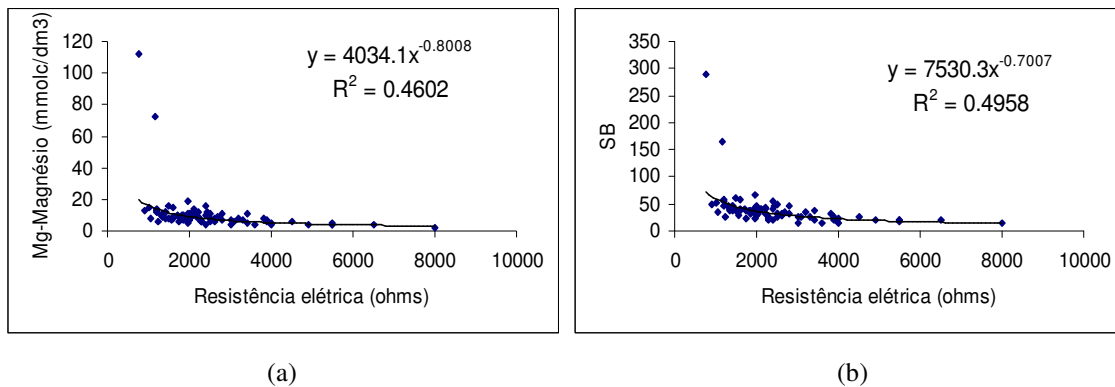 y = 4034.1x^-0.8008
R² = 0.4602
Mg-Magnésio (mmolc/dm3)
120
100
80
60
40
20
0
0 2000 4000 6000 8000 10000
Resistência elétrica (ohms)
(a)
y = 7530.3x^-0.7007
R² = 0.4958
SB
350
300
250
200
150
100
50
0
0 2000 4000 6000 8000 10000
Resistência elétrica (ohms)
(b)